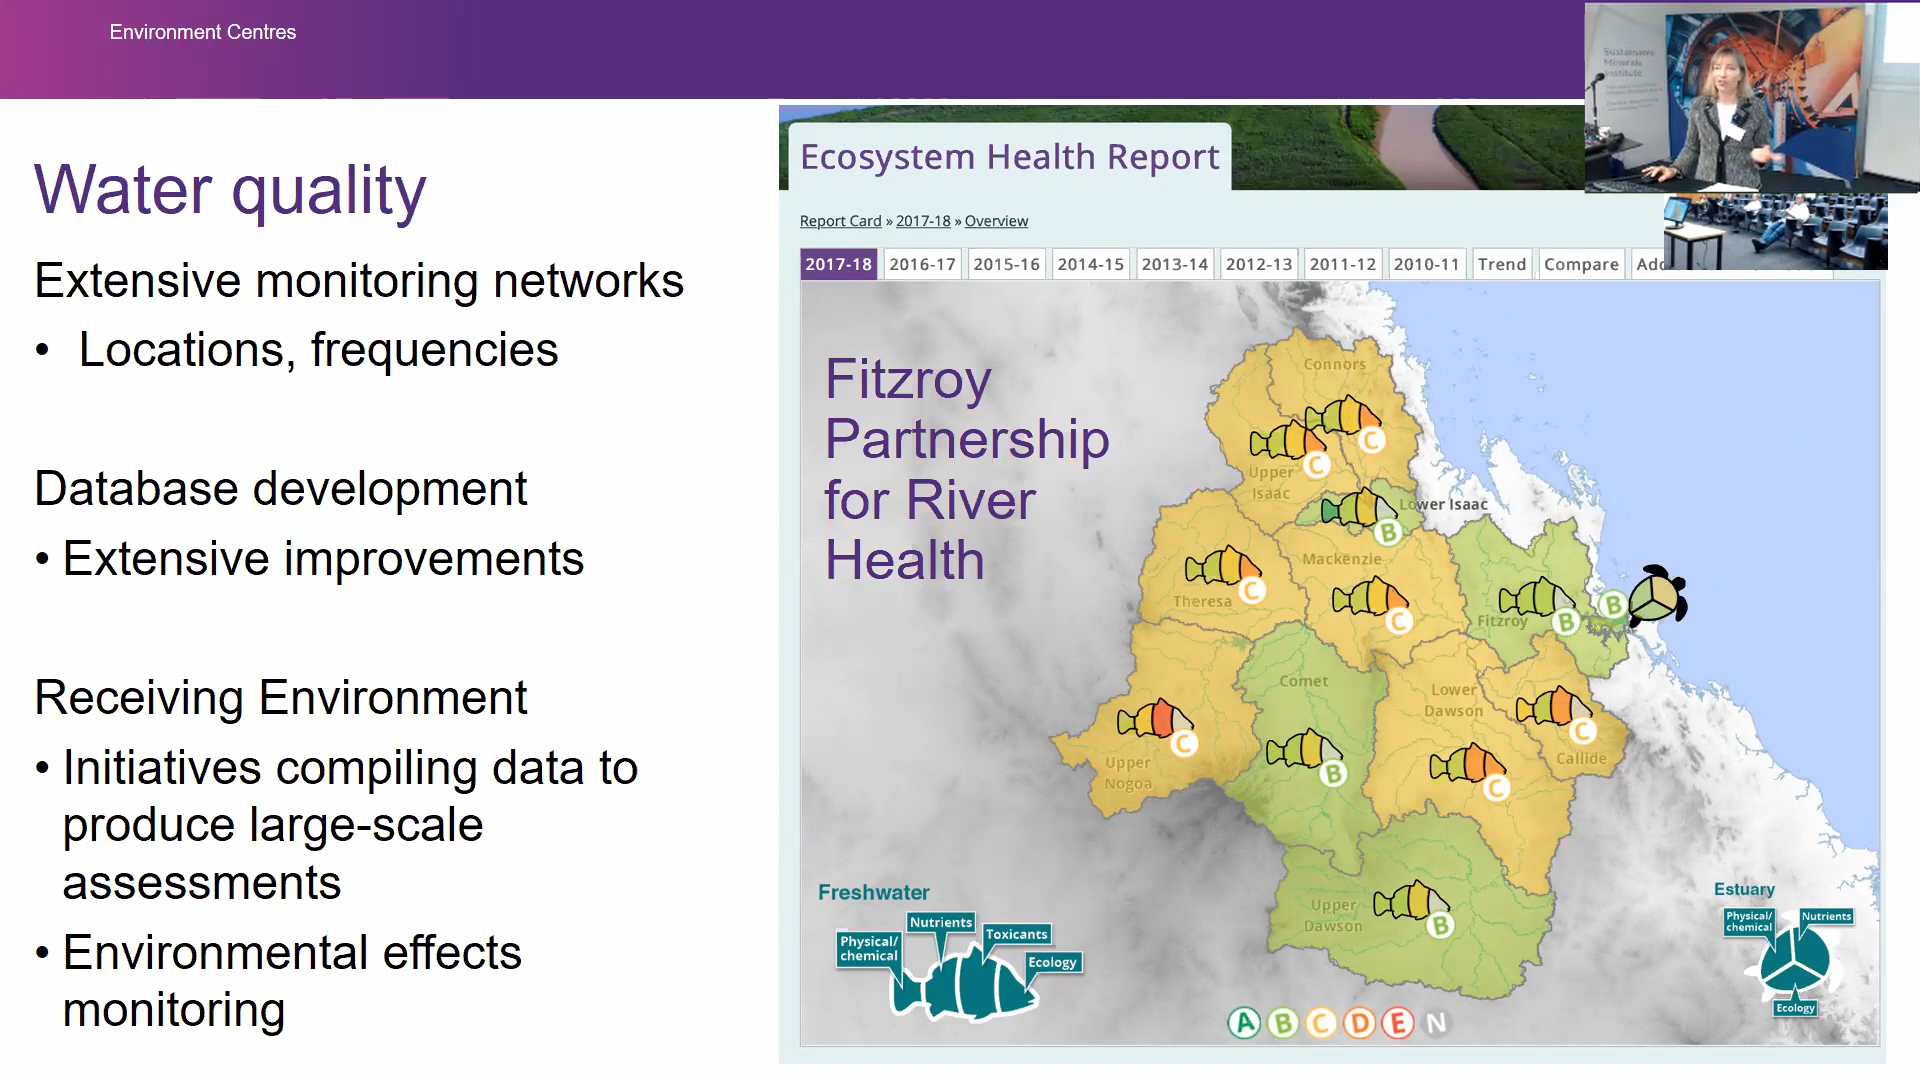 Environment Centres
Sustainable
Minerals
Institute
Water quality
Extensive monitoring networks
• Locations, frequencies
Database development
• Extensive improvements
Receiving Environment
• Initiatives compiling data to
produce large-scale
assessments
• Environmental effects
monitoring
Ecosystem Health Report
Report Card » 2017-18 » Overview
2017-18 2016-17 2015-16 2014-15 2013-14 2012-13 2011-12 2010-11 Trend Compare
Fitzroy
Partnership
for River
Health
Connors
C
C
Upper
Isaac
Lower Isaac
B
Mackenzie
Theresa
C
C
Fitzroy
B
B
Comet
B
Lower
Dawson
C
Callide
C
Upper
Nogoa
C
Upper
Dawson
B
Freshwater
Physical/
chemical
Nutrients
Toxicants
Ecology
Estuary
Physical/
chemical
Nutrients
Ecology
A B C D E N